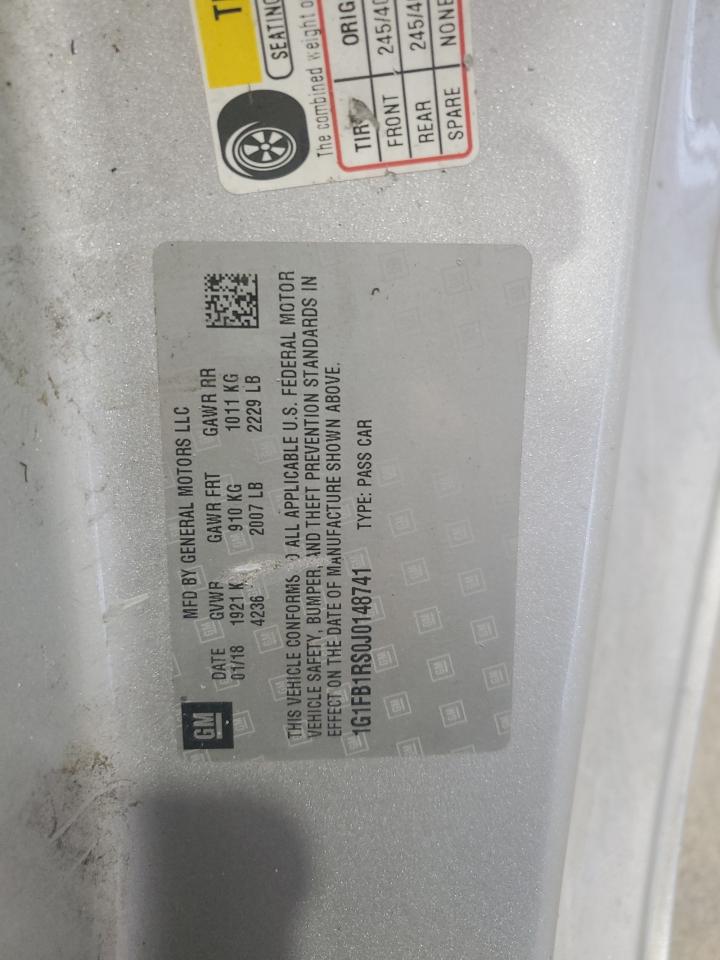 SEATING
The combined weight o
TIR ORIG
FRONT 245/40
REAR 245/4
SPARE NONE
MFD BY GENERAL MOTORS LLC
DATE GVWR GAWR FRT GAWR RR
01/18 1921 K 910 KG 1011 KG
4236 2007 LB 2229 LB
GM
THIS VEHICLE CONFORMS O ALL APPLICABLE U.S. FEDERAL MOTOR
VEHICLE SAFETY, BUMPER, AND THEFT PREVENTION STANDARDS IN
EFFECT ON THE DATE OF MANUFACTURE SHOWN ABOVE.
1G1FB1RS0J0148741 TYPE: PASS CAR